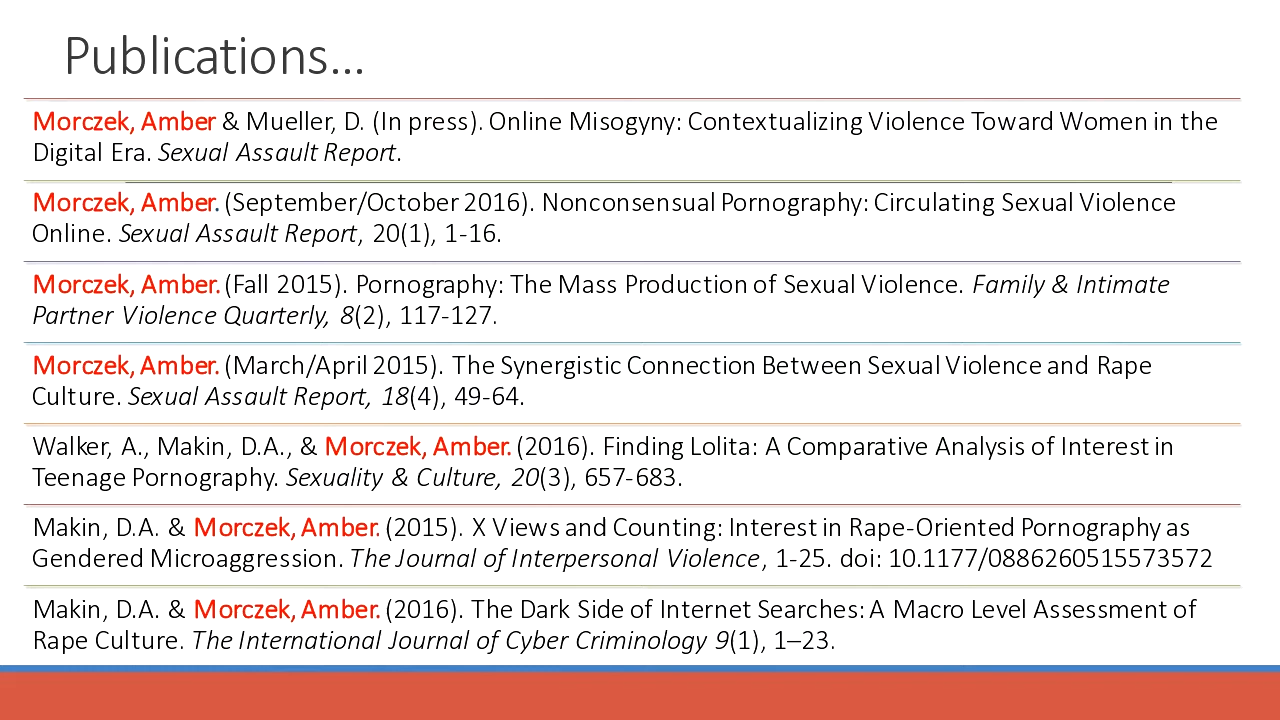 Publications…
Morczek, Amber & Mueller, D. (In press). Online Misogyny: Contextualizing Violence Toward Women in the
Digital Era. Sexual Assault Report.
Morczek, Amber. (September/October 2016). Nonconsensual Pornography: Circulating Sexual Violence
Online. Sexual Assault Report, 20(1), 1-16.
Morczek, Amber. (Fall 2015). Pornography: The Mass Production of Sexual Violence. Family & Intimate
Partner Violence Quarterly, 8(2), 117-127.
Morczek, Amber. (March/April 2015). The Synergistic Connection Between Sexual Violence and Rape
Culture. Sexual Assault Report, 18(4), 49-64.
Walker, A., Makin, D.A., & Morczek, Amber. (2016). Finding Lolita: A Comparative Analysis of Interest in
Teenage Pornography. Sexuality & Culture, 20(3), 657-683.
Makin, D.A. & Morczek, Amber. (2015). X Views and Counting: Interest in Rape-Oriented Pornography as
Gendered Microaggression. The Journal of Interpersonal Violence, 1-25. doi: 10.1177/0886260515573572
Makin, D.A. & Morczek, Amber. (2016). The Dark Side of Internet Searches: A Macro Level Assessment of
Rape Culture. The International Journal of Cyber Criminology 9(1), 1–23.